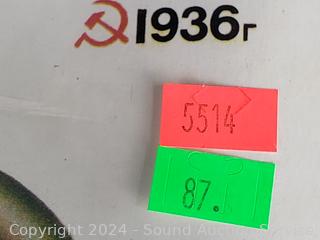 ☭1936г
5514
87.
Copyright 2024 - Sound Auction Service